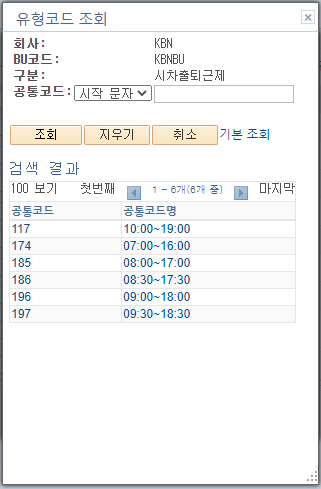 유형코드 조회
회사: KBN
BU코드: KBNBU
구분: 시차출퇴근제
공통코드: 시작 문자
조회 지우기 취소 기본 조회
검색 결과
100 보기 첫번째 1 - 6개(6개 중) 마지막
공통코드 공통코드명
117 10:00~19:00
174 07:00~16:00
185 08:00~17:00
186 08:30~17:30
196 09:00~18:00
197 09:30~18:30